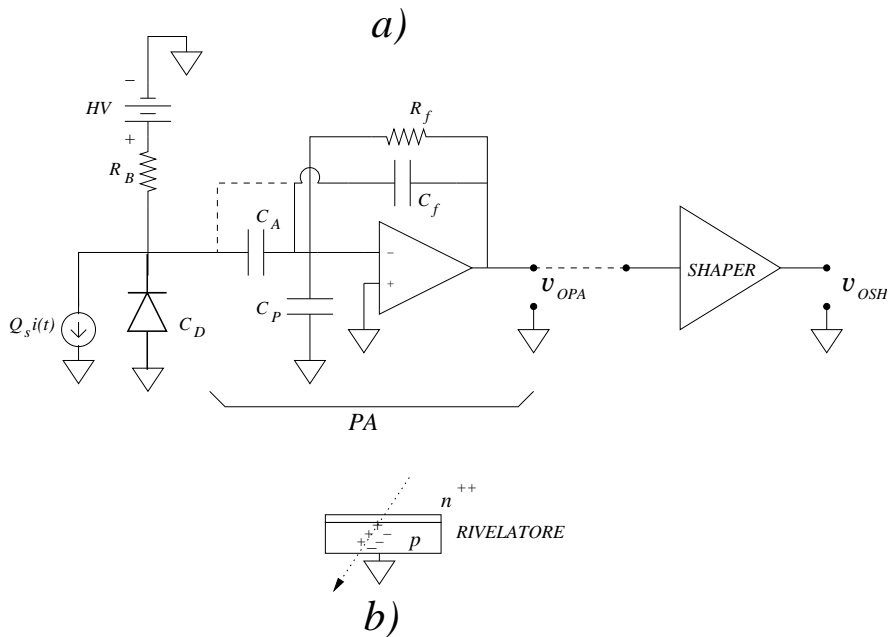 a)
−
HV
+
R_B
R_f
C_f
C_A
−
+
C_P
C_D
Q_s i(t)
v_OPA
SHAPER
v_OSH
PA
n^++
RIVELATORE
+
+ −
+ −
−
p
b)